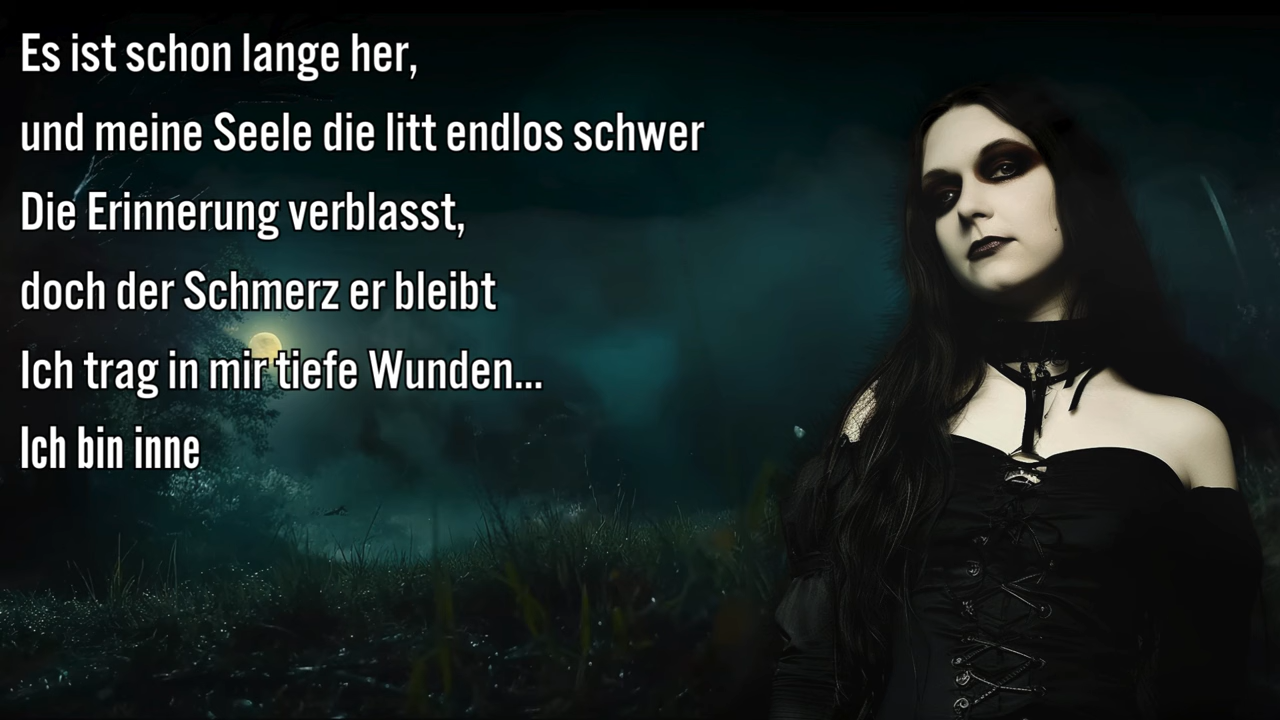 Es ist schon lange her,
und meine Seele die litt endlos schwer
Die Erinnerung verblasst,
doch der Schmerz er bleibt
Ich trag in mir tiefe Wunden...
Ich bin inne